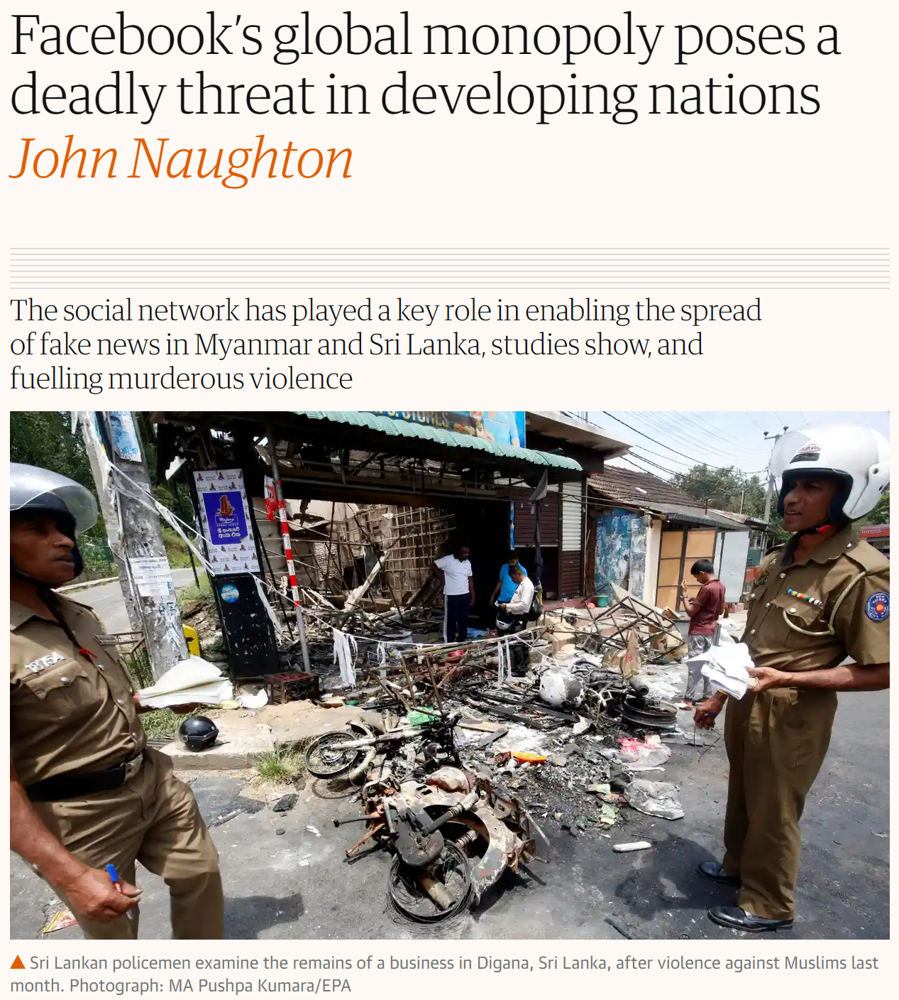 Facebook’s global monopoly poses a
deadly threat in developing nations
John Naughton
The social network has played a key role in enabling the spread
of fake news in Myanmar and Sri Lanka, studies show, and
fuelling murderous violence
Sri Lankan policemen examine the remains of a business in Digana, Sri Lanka, after violence against Muslims last
month. Photograph: MA Pushpa Kumara/EPA